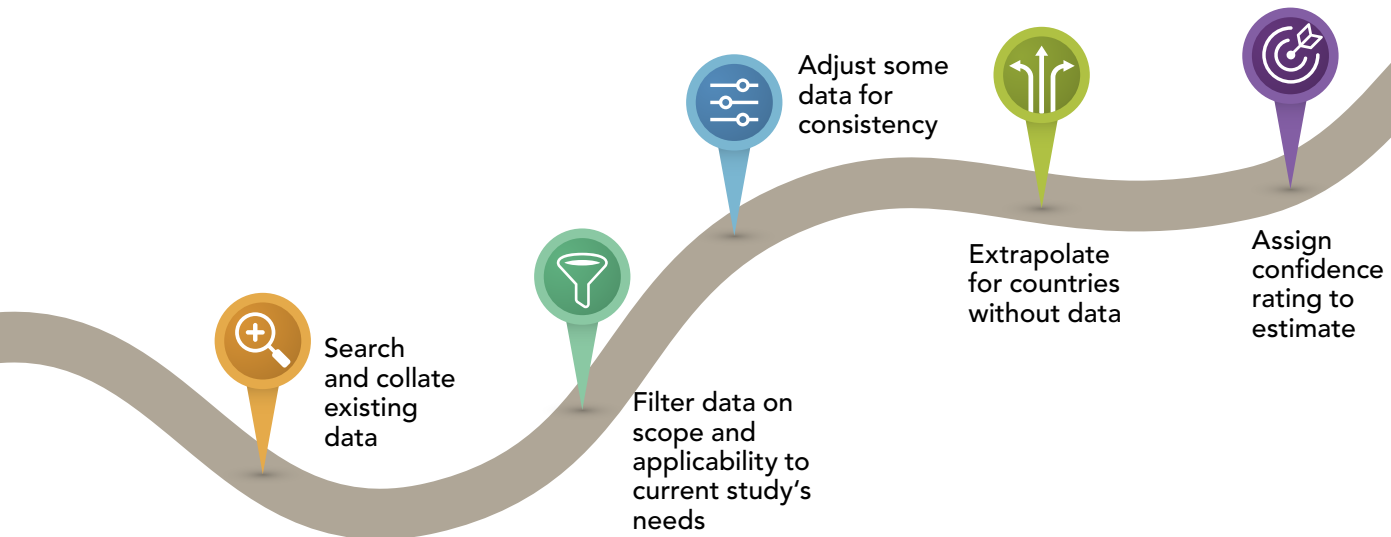 Search
and collate
existing
data
Filter data on
scope and
applicability to
current study's
needs
Adjust some
data for
consistency
Extrapolate
for countries
without data
Assign
confidence
rating to
estimate